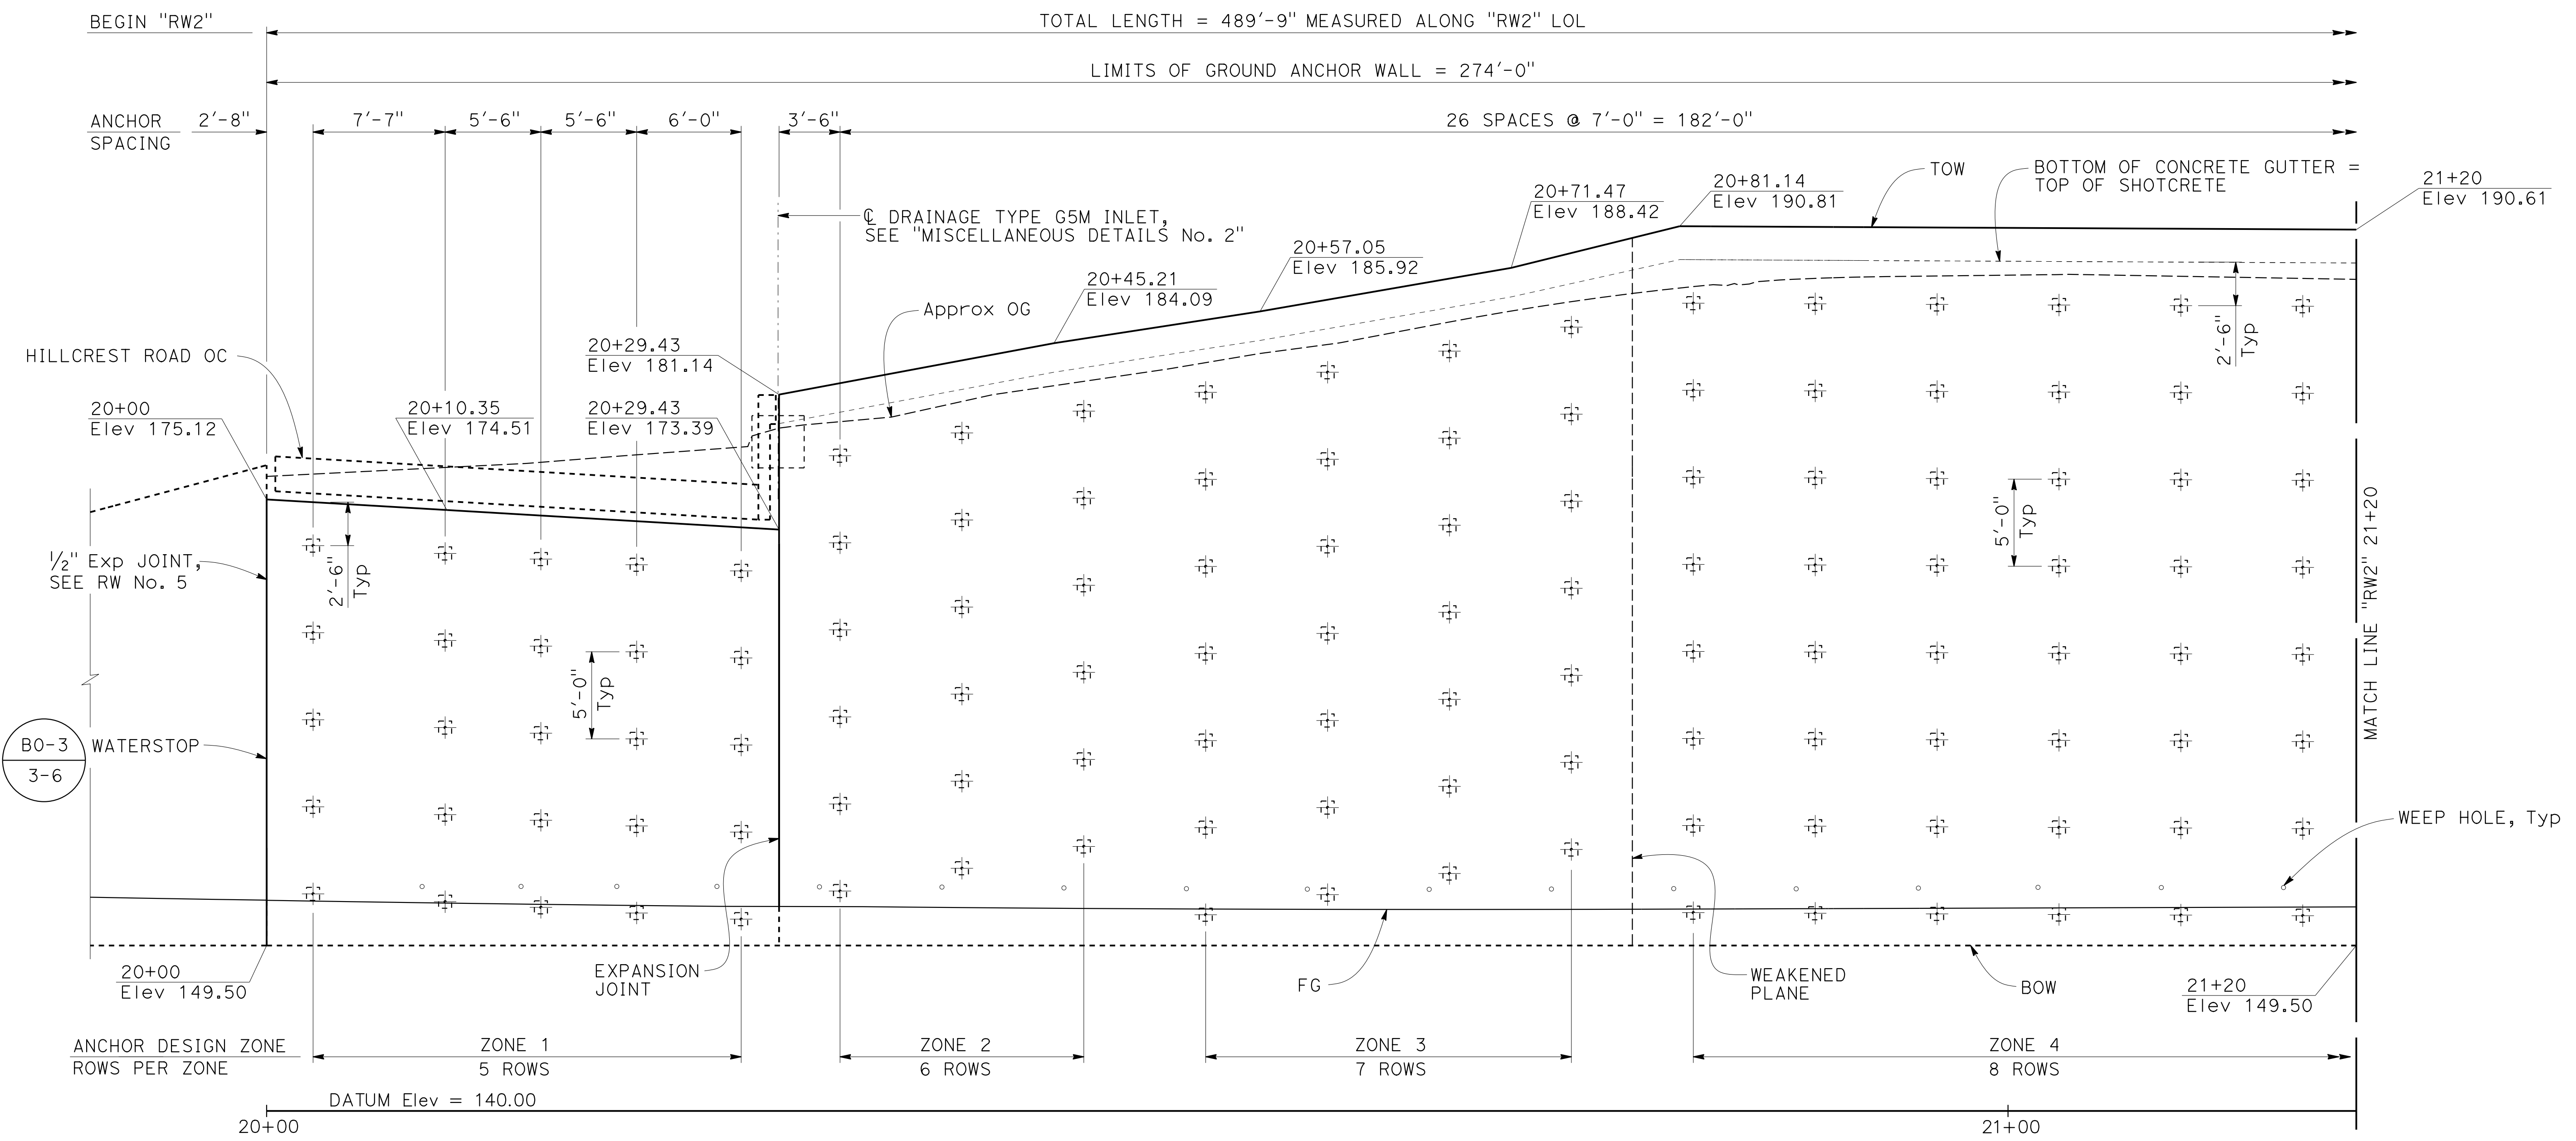 BEGIN "RW2"
TOTAL LENGTH = 489'-9" MEASURED ALONG "RW2" LOL
LIMITS OF GROUND ANCHOR WALL = 274'-0"
ANCHOR
SPACING
2'-8"
7'-7"
5'-6"
5'-6"
6'-0"
3'-6"
26 SPACES @ 7'-0" = 182'-0"
℄ DRAINAGE TYPE G5M INLET,
SEE "MISCELLANEOUS DETAILS No. 2"
20+71.47
Elev 188.42
20+81.14
Elev 190.81
TOW
BOTTOM OF CONCRETE GUTTER =
TOP OF SHOTCRETE
21+20
Elev 190.61
20+57.05
Elev 185.92
20+45.21
Elev 184.09
Approx OG
20+29.43
Elev 181.14
HILLCREST ROAD OC
20+00
Elev 175.12
20+10.35
Elev 174.51
20+29.43
Elev 173.39
2'-6"
Typ
5'-0"
Typ
MATCH LINE "RW2" 21+20
½" Exp JOINT,
SEE RW No. 5
2'-6"
Typ
5'-0"
Typ
B0-3
3-6
WATERSTOP
WEEP HOLE, Typ
20+00
Elev 149.50
EXPANSION
JOINT
FG
WEAKENED
PLANE
BOW
21+20
Elev 149.50
ANCHOR DESIGN ZONE
ROWS PER ZONE
ZONE 1
5 ROWS
ZONE 2
6 ROWS
ZONE 3
7 ROWS
ZONE 4
8 ROWS
DATUM Elev = 140.00
20+00
21+00